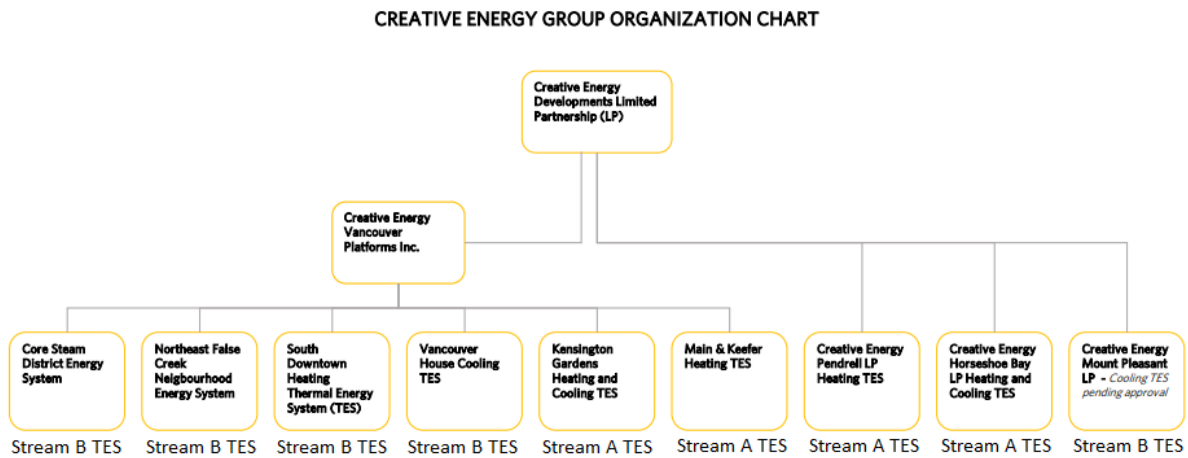 CREATIVE ENERGY GROUP ORGANIZATION CHART
Creative Energy
Developments Limited
Partnership (LP)
Creative Energy
Vancouver
Platforms Inc.
Core Steam
District Energy
System
Northeast False
Creek
Neigbourhood
Energy System
South
Downtown
Heating
Thermal Energy
System (TES)
Vancouver
House Cooling
TES
Kensington
Gardens
Heating and
Cooling TES
Main & Keefer
Heating TES
Creative Energy
Pendrell LP
Heating TES
Creative Energy
Horseshoe Bay
LP Heating and
Cooling TES
Creative Energy
Mount Pleasant
LP – Cooling TES
pending approval
Stream B TES
Stream B TES
Stream B TES
Stream B TES
Stream A TES
Stream A TES
Stream A TES
Stream A TES
Stream B TES